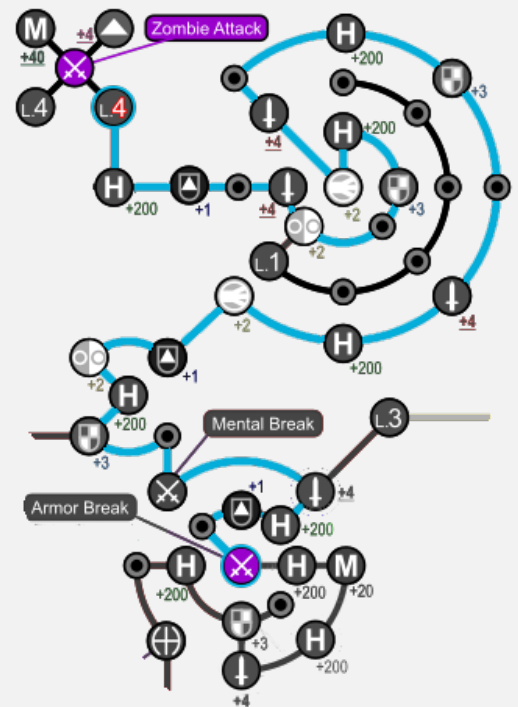 M
Zombie Attack
+4
+40
L.4
L.4
H
+200
+3
+4
H
+200
H
+200
+1
+4
+2
+3
+2
L.1
+4
+2
H
+200
+2
+1
H
+200
+3
L.3
Mental Break
+4
+1
H
+200
Armor Break
H
+200
H
+200
M
+20
+3
H
+200
+4